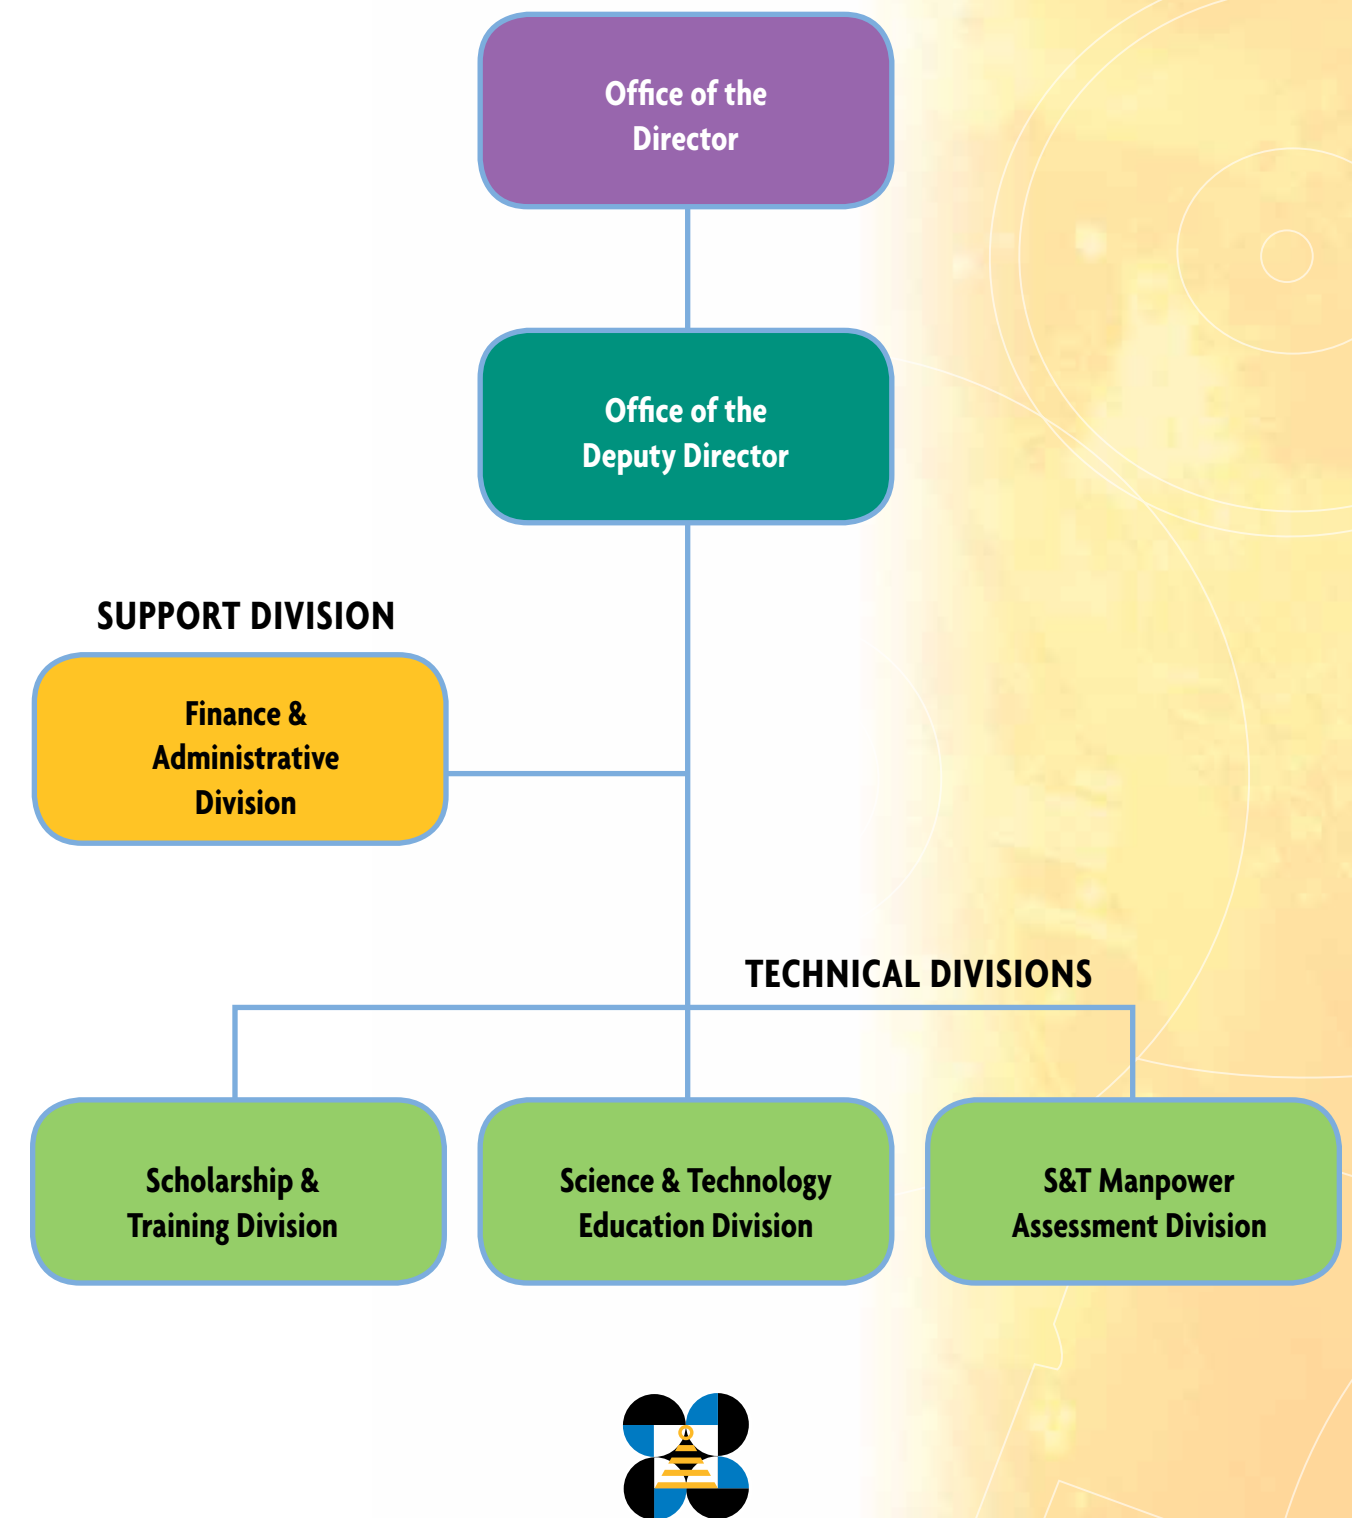 Office of the
Director
Office of the
Deputy Director
SUPPORT DIVISION
Finance &
Administrative
Division
TECHNICAL DIVISIONS
Scholarship &
Training Division
Science & Technology
Education Division
S&T Manpower
Assessment Division